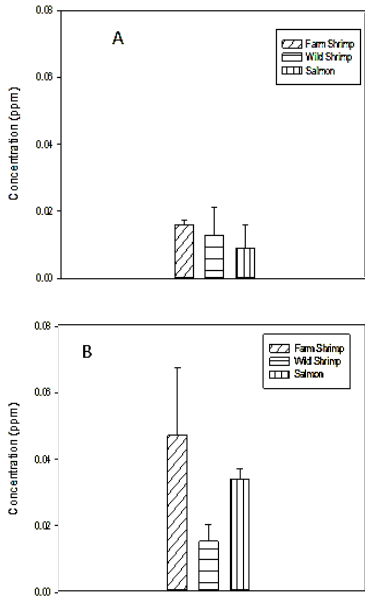 0.08
A
Farm Shrimp
Wild Shrimp
Salmon
0.06
Concentration (ppm)
0.04
0.02
0.00
0.08
B
Farm Shrimp
Wild Shrimp
Salmon
0.06
Concentration (ppm)
0.04
0.02
0.00